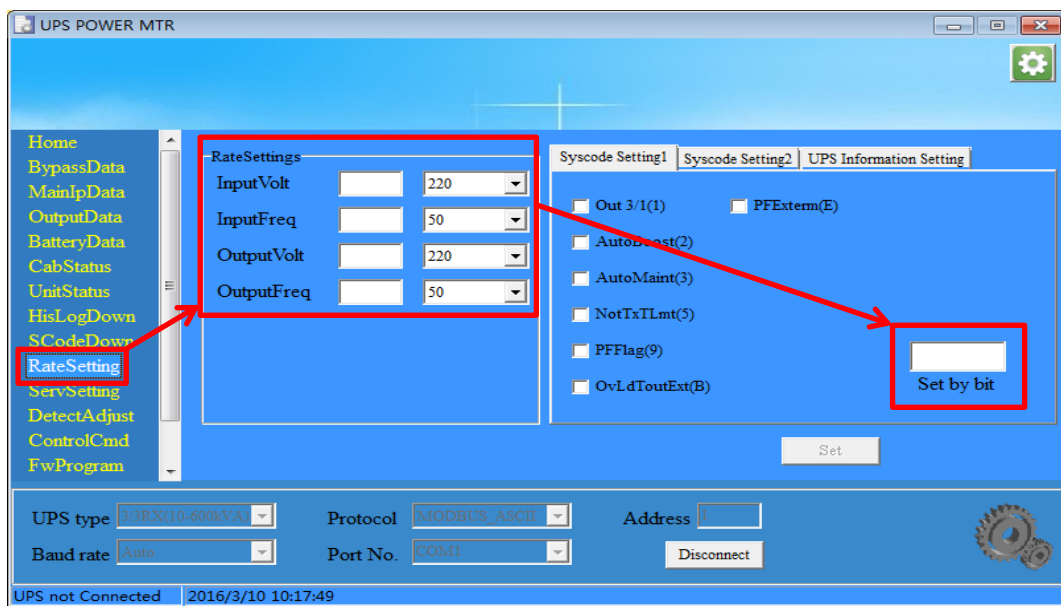 UPS POWER MTR
Home
BypassData
MainIpData
OutputData
BatteryData
CabStatus
UnitStatus
HisLogDown
SCodeDown
RateSetting
ServSetting
DetectAdjust
ControlCmd
FwProgram
RateSettings
InputVolt 220
InputFreq 50
OutputVolt 220
OutputFreq 50
Syscode Setting1 Syscode Setting2 UPS Information Setting
Out 3/1(1) PFExterm(E)
AutoBoost(2)
AutoMaint(3)
NotTxTLmt(5)
PFFlag(9)
OvLdToutExt(B)
Set by bit
Set
UPS type 3/3RX(10-600kVA) Protocol MODBUS_ASCII Address 1
Baud rate Auto Port No. COM1 Disconnect
UPS not Connected 2016/3/10 10:17:49